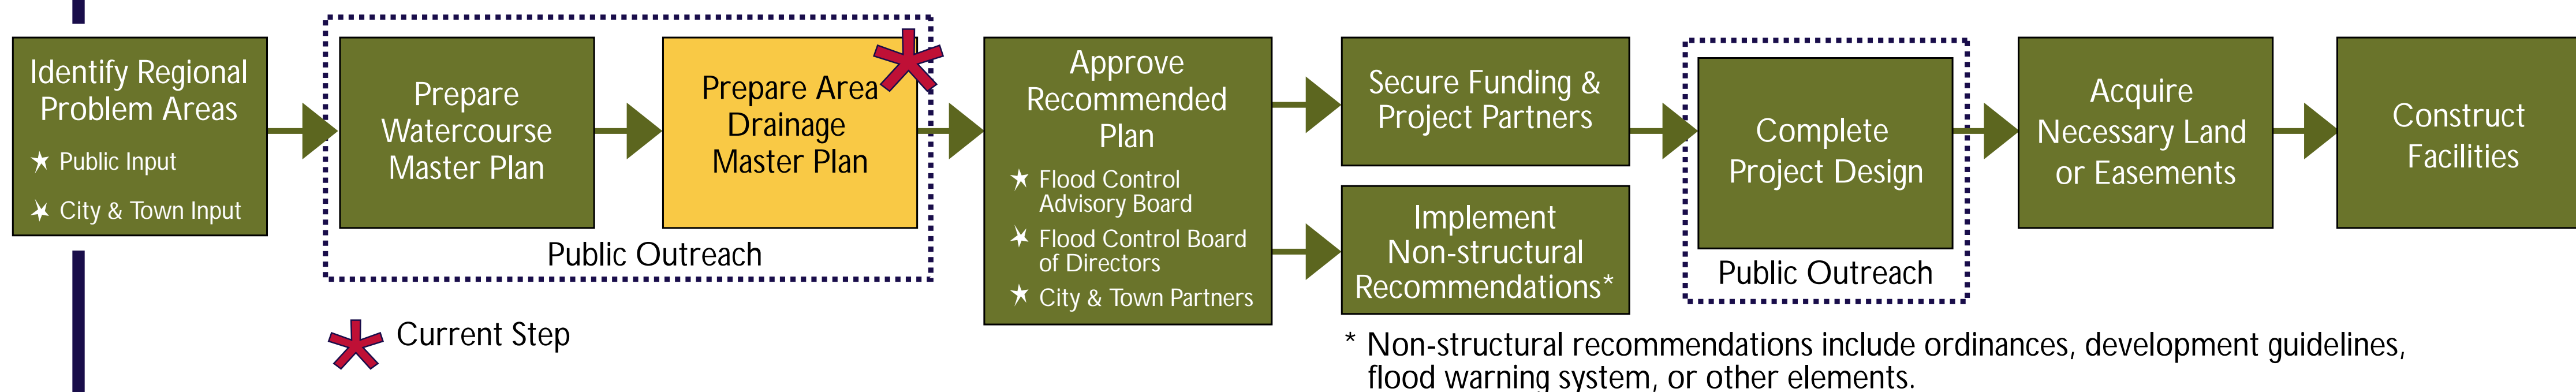 Identify Regional
Problem Areas
Public Input
City & Town Input
Prepare
Watercourse
Master Plan
Prepare Area
Drainage
Master Plan
Public Outreach
Current Step
Approve
Recommended
Plan
Flood Control
Advisory Board
Flood Control Board
of Directors
City & Town Partners
Secure Funding &
Project Partners
Implement
Non-structural
Recommendations*
Complete
Project Design
Public Outreach
Acquire
Necessary Land
or Easements
Construct
Facilities
* Non-structural recommendations include ordinances, development guidelines,
flood warning system, or other elements.